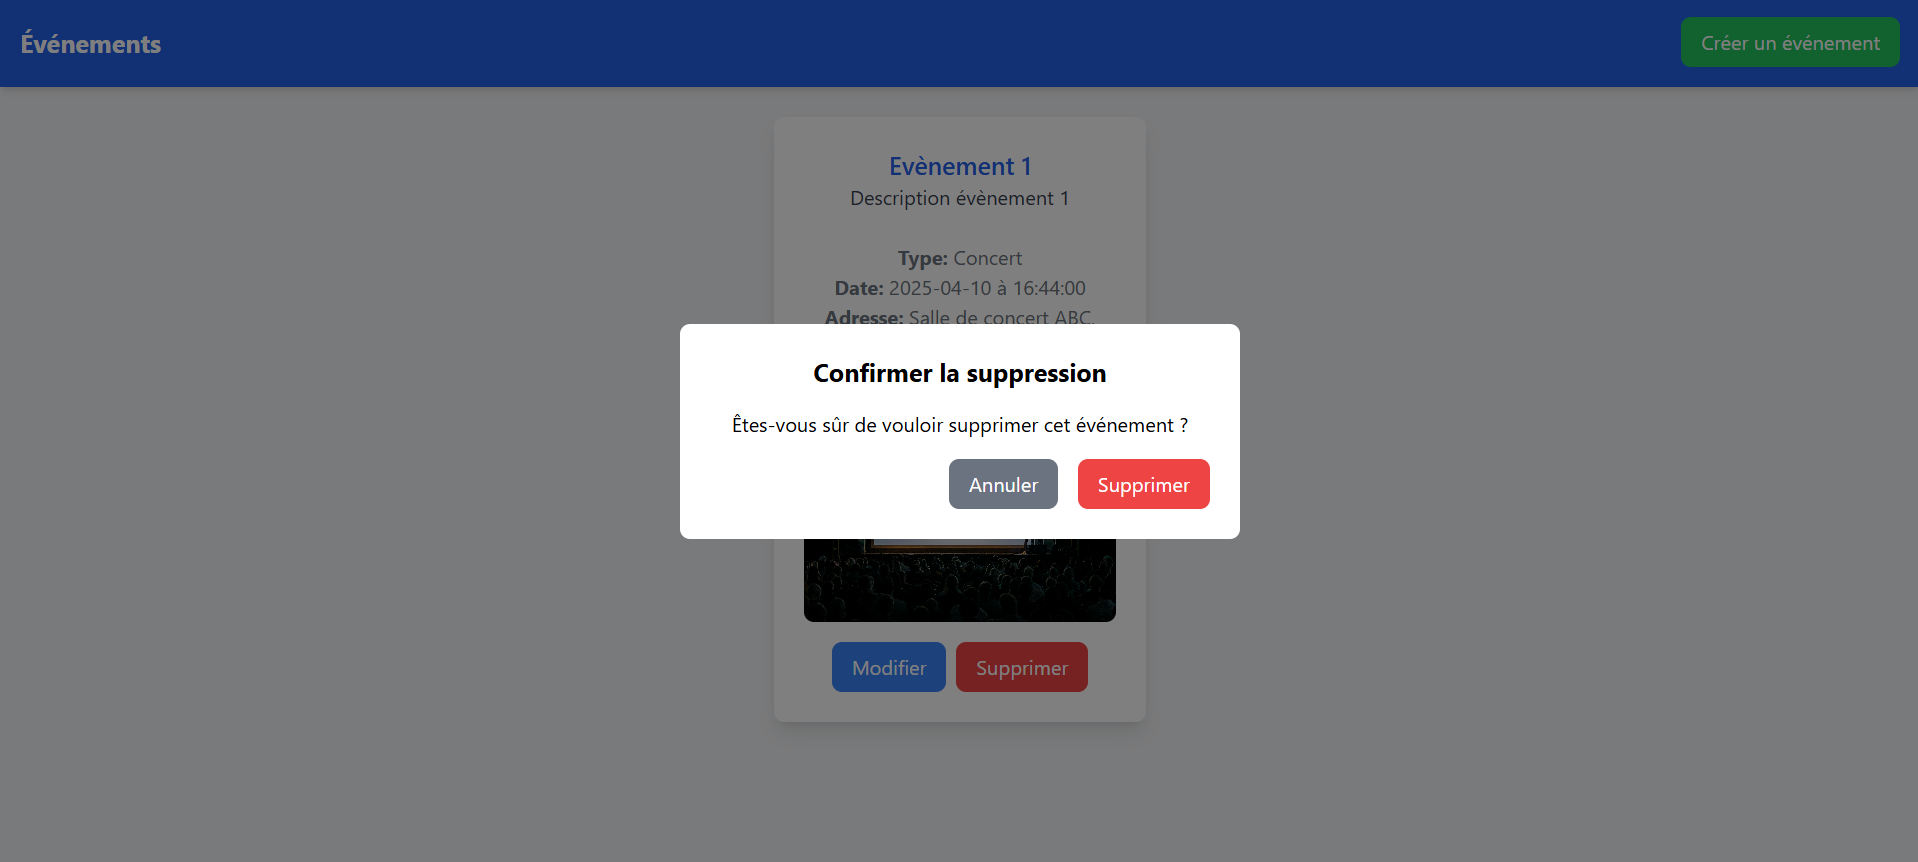 Événements
Créer un événement
Evènement 1
Description évènement 1
Type: Concert
Date: 2025-04-10 à 16:44:00
Adresse: Salle de concert ABC,
Confirmer la suppression
Êtes-vous sûr de vouloir supprimer cet événement ?
Annuler
Supprimer
Modifier
Supprimer